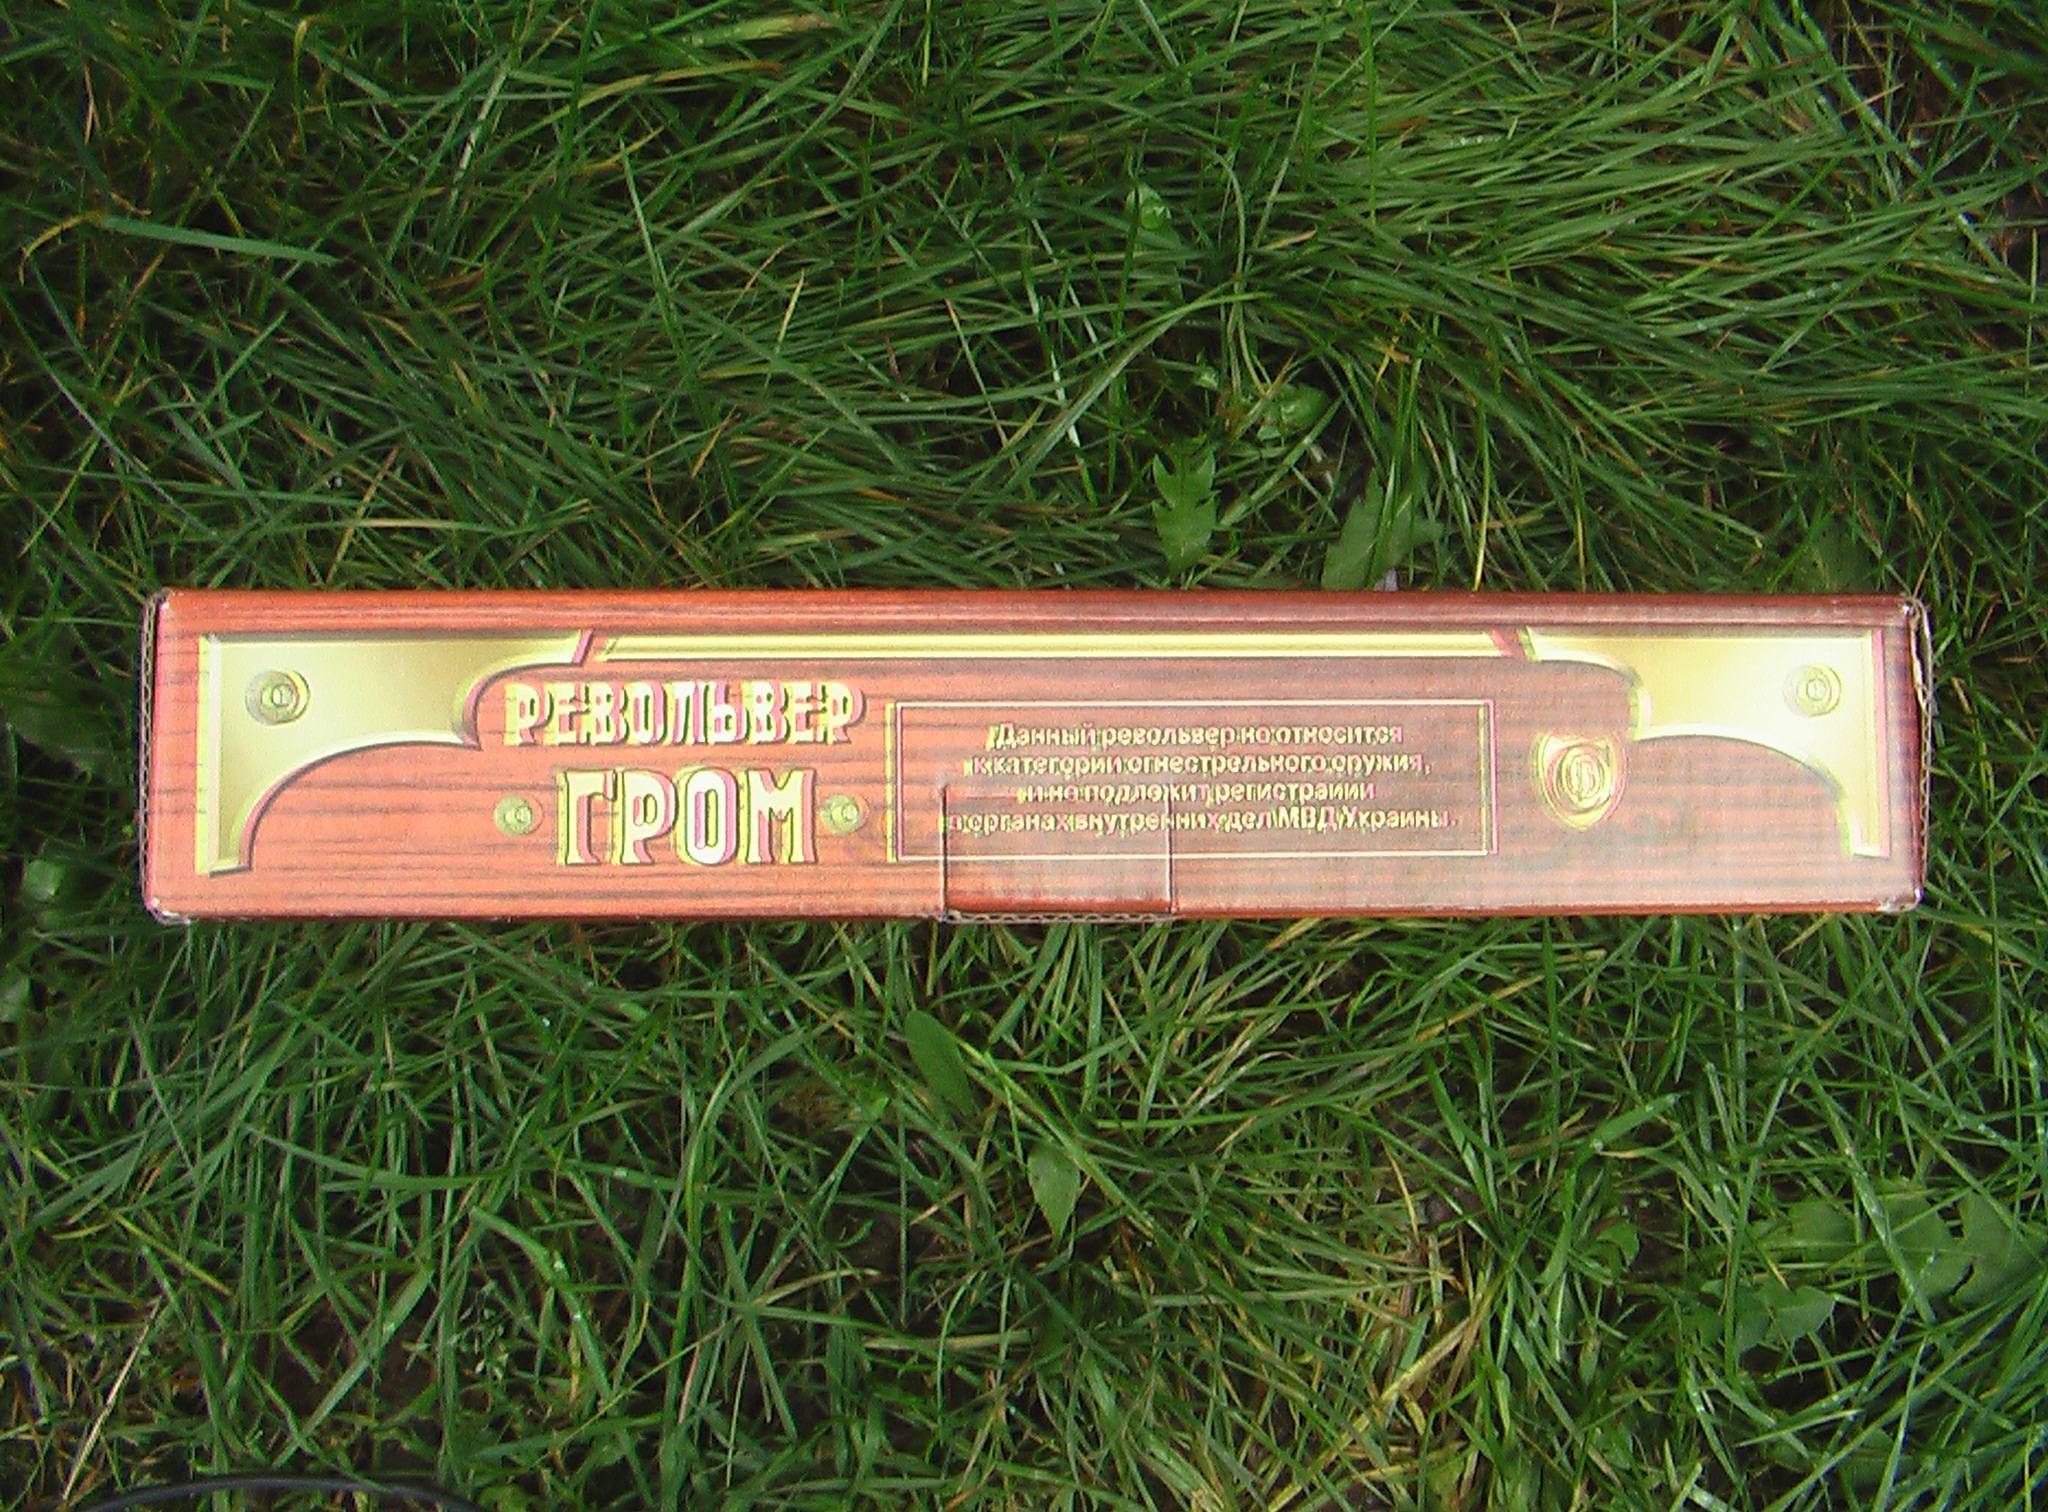 РЕВОЛЬВЕР
ГРОМ
Данный револьвер не относится
к категории огнестрельного оружия,
и не подлежит регистрации
в органах внутренних дел МВД Украины.